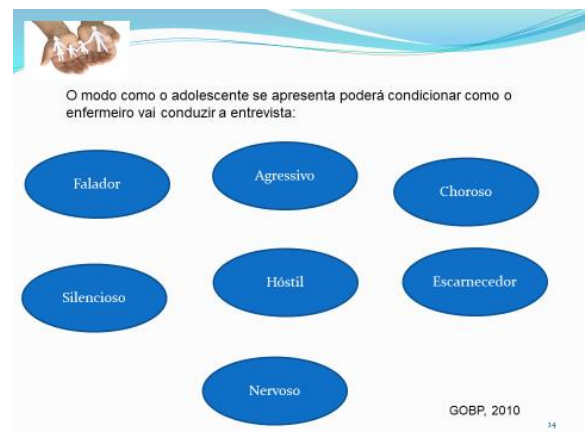 O modo como o adolescente se apresenta poderá condicionar como o
enfermeiro vai conduzir a entrevista:
Falador
Agressivo
Choroso
Silencioso
Hóstil
Escarnecedor
Nervoso
GOBP, 2010
14